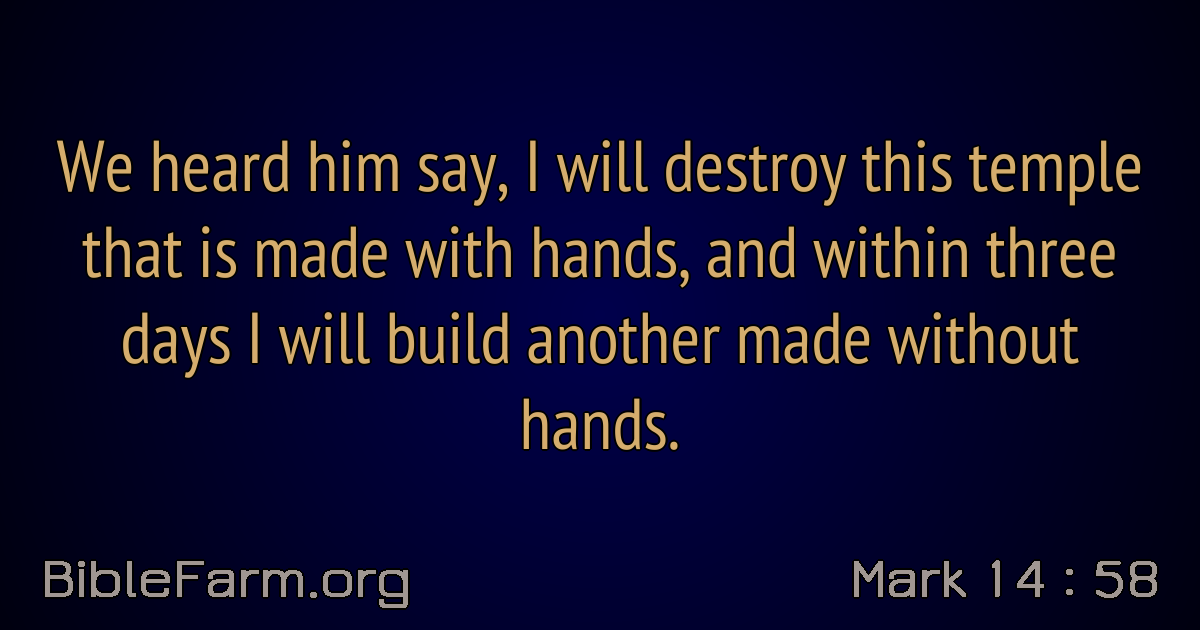 We heard him say, I will destroy this temple
that is made with hands, and within three
days I will build another made without
hands.
BibleFarm.org
Mark 14 : 58